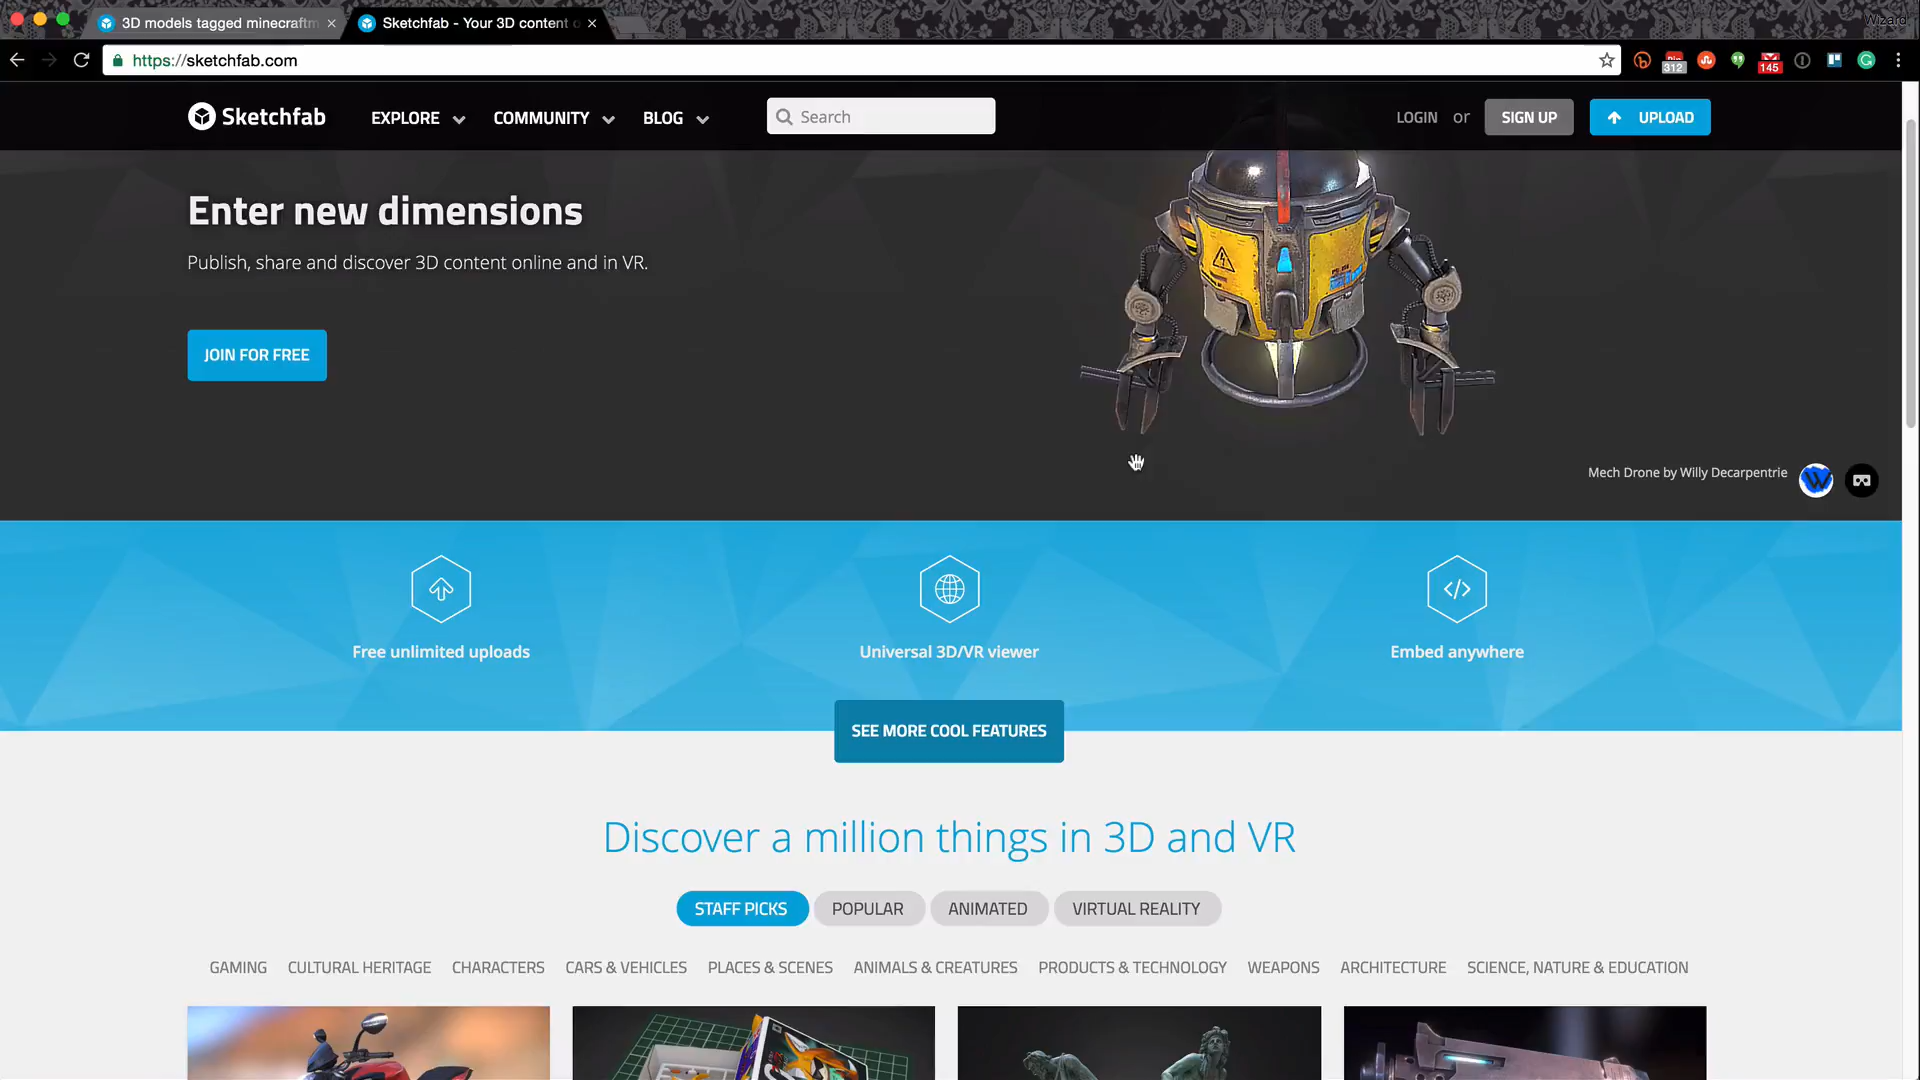 3D models tagged minecraftm
Sketchfab - Your 3D content o
Wizard
https://sketchfab.com
312
145
Sketchfab
EXPLORE
COMMUNITY
BLOG
Search
LOGIN or
SIGN UP
UPLOAD
Enter new dimensions
Publish, share and discover 3D content online and in VR.
JOIN FOR FREE
Mech Drone by Willy Decarpentrie
Free unlimited uploads
Universal 3D/VR viewer
Embed anywhere
SEE MORE COOL FEATURES
Discover a million things in 3D and VR
STAFF PICKS
POPULAR
ANIMATED
VIRTUAL REALITY
GAMING
CULTURAL HERITAGE
CHARACTERS
CARS & VEHICLES
PLACES & SCENES
ANIMALS & CREATURES
PRODUCTS & TECHNOLOGY
WEAPONS
ARCHITECTURE
SCIENCE, NATURE & EDUCATION